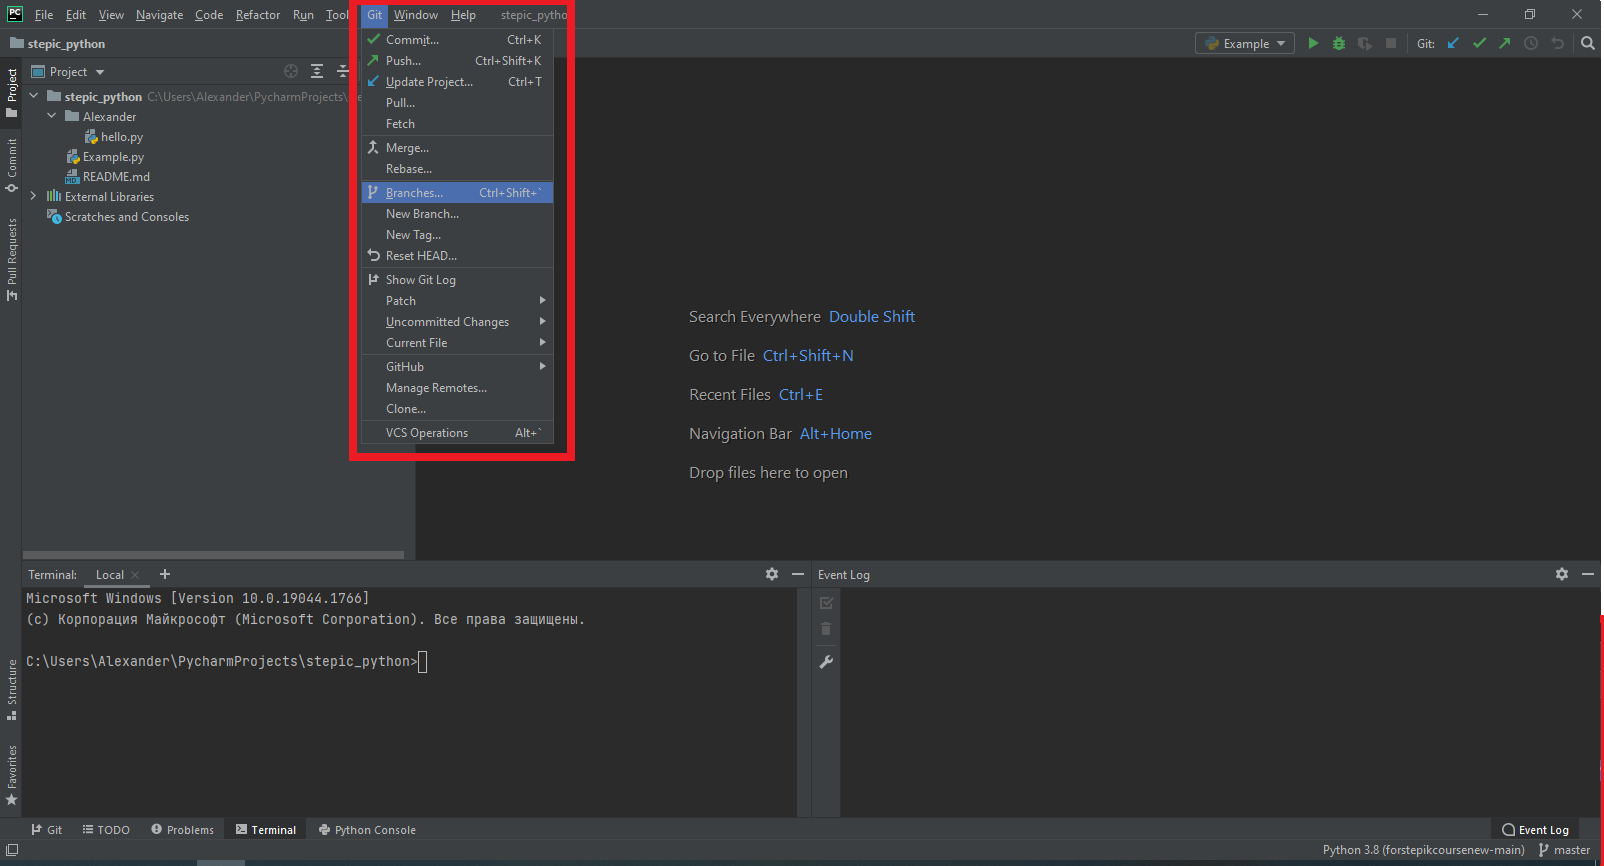 PC File Edit View Navigate Code Refactor Run Tool Git Window Help stepic_pytho
stepic_python
Example Git:
Project
Commit... Ctrl+K
Push... Ctrl+Shift+K
Update Project... Ctrl+T
Pull...
Fetch
Merge...
Rebase...
Branches... Ctrl+Shift+`
New Branch...
New Tag...
Reset HEAD...
Show Git Log
Patch
Uncommitted Changes
Current File
GitHub
Manage Remotes...
Clone...
VCS Operations Alt+`
stepic_python C:\Users\Alexander\PycharmProjects\
Alexander
hello.py
Example.py
README.md
External Libraries
Scratches and Consoles
Project
Commit
Pull Requests
Structure
Favorites
Search Everywhere Double Shift
Go to File Ctrl+Shift+N
Recent Files Ctrl+E
Navigation Bar Alt+Home
Drop files here to open
Terminal: Local
Microsoft Windows [Version 10.0.19044.1766]
(c) Корпорация Майкрософт (Microsoft Corporation). Все права защищены.
C:\Users\Alexander\PycharmProjects\stepic_python>
Event Log
Git TODO Problems Terminal Python Console
Event Log
Python 3.8 (forstepikcoursenew-main) master